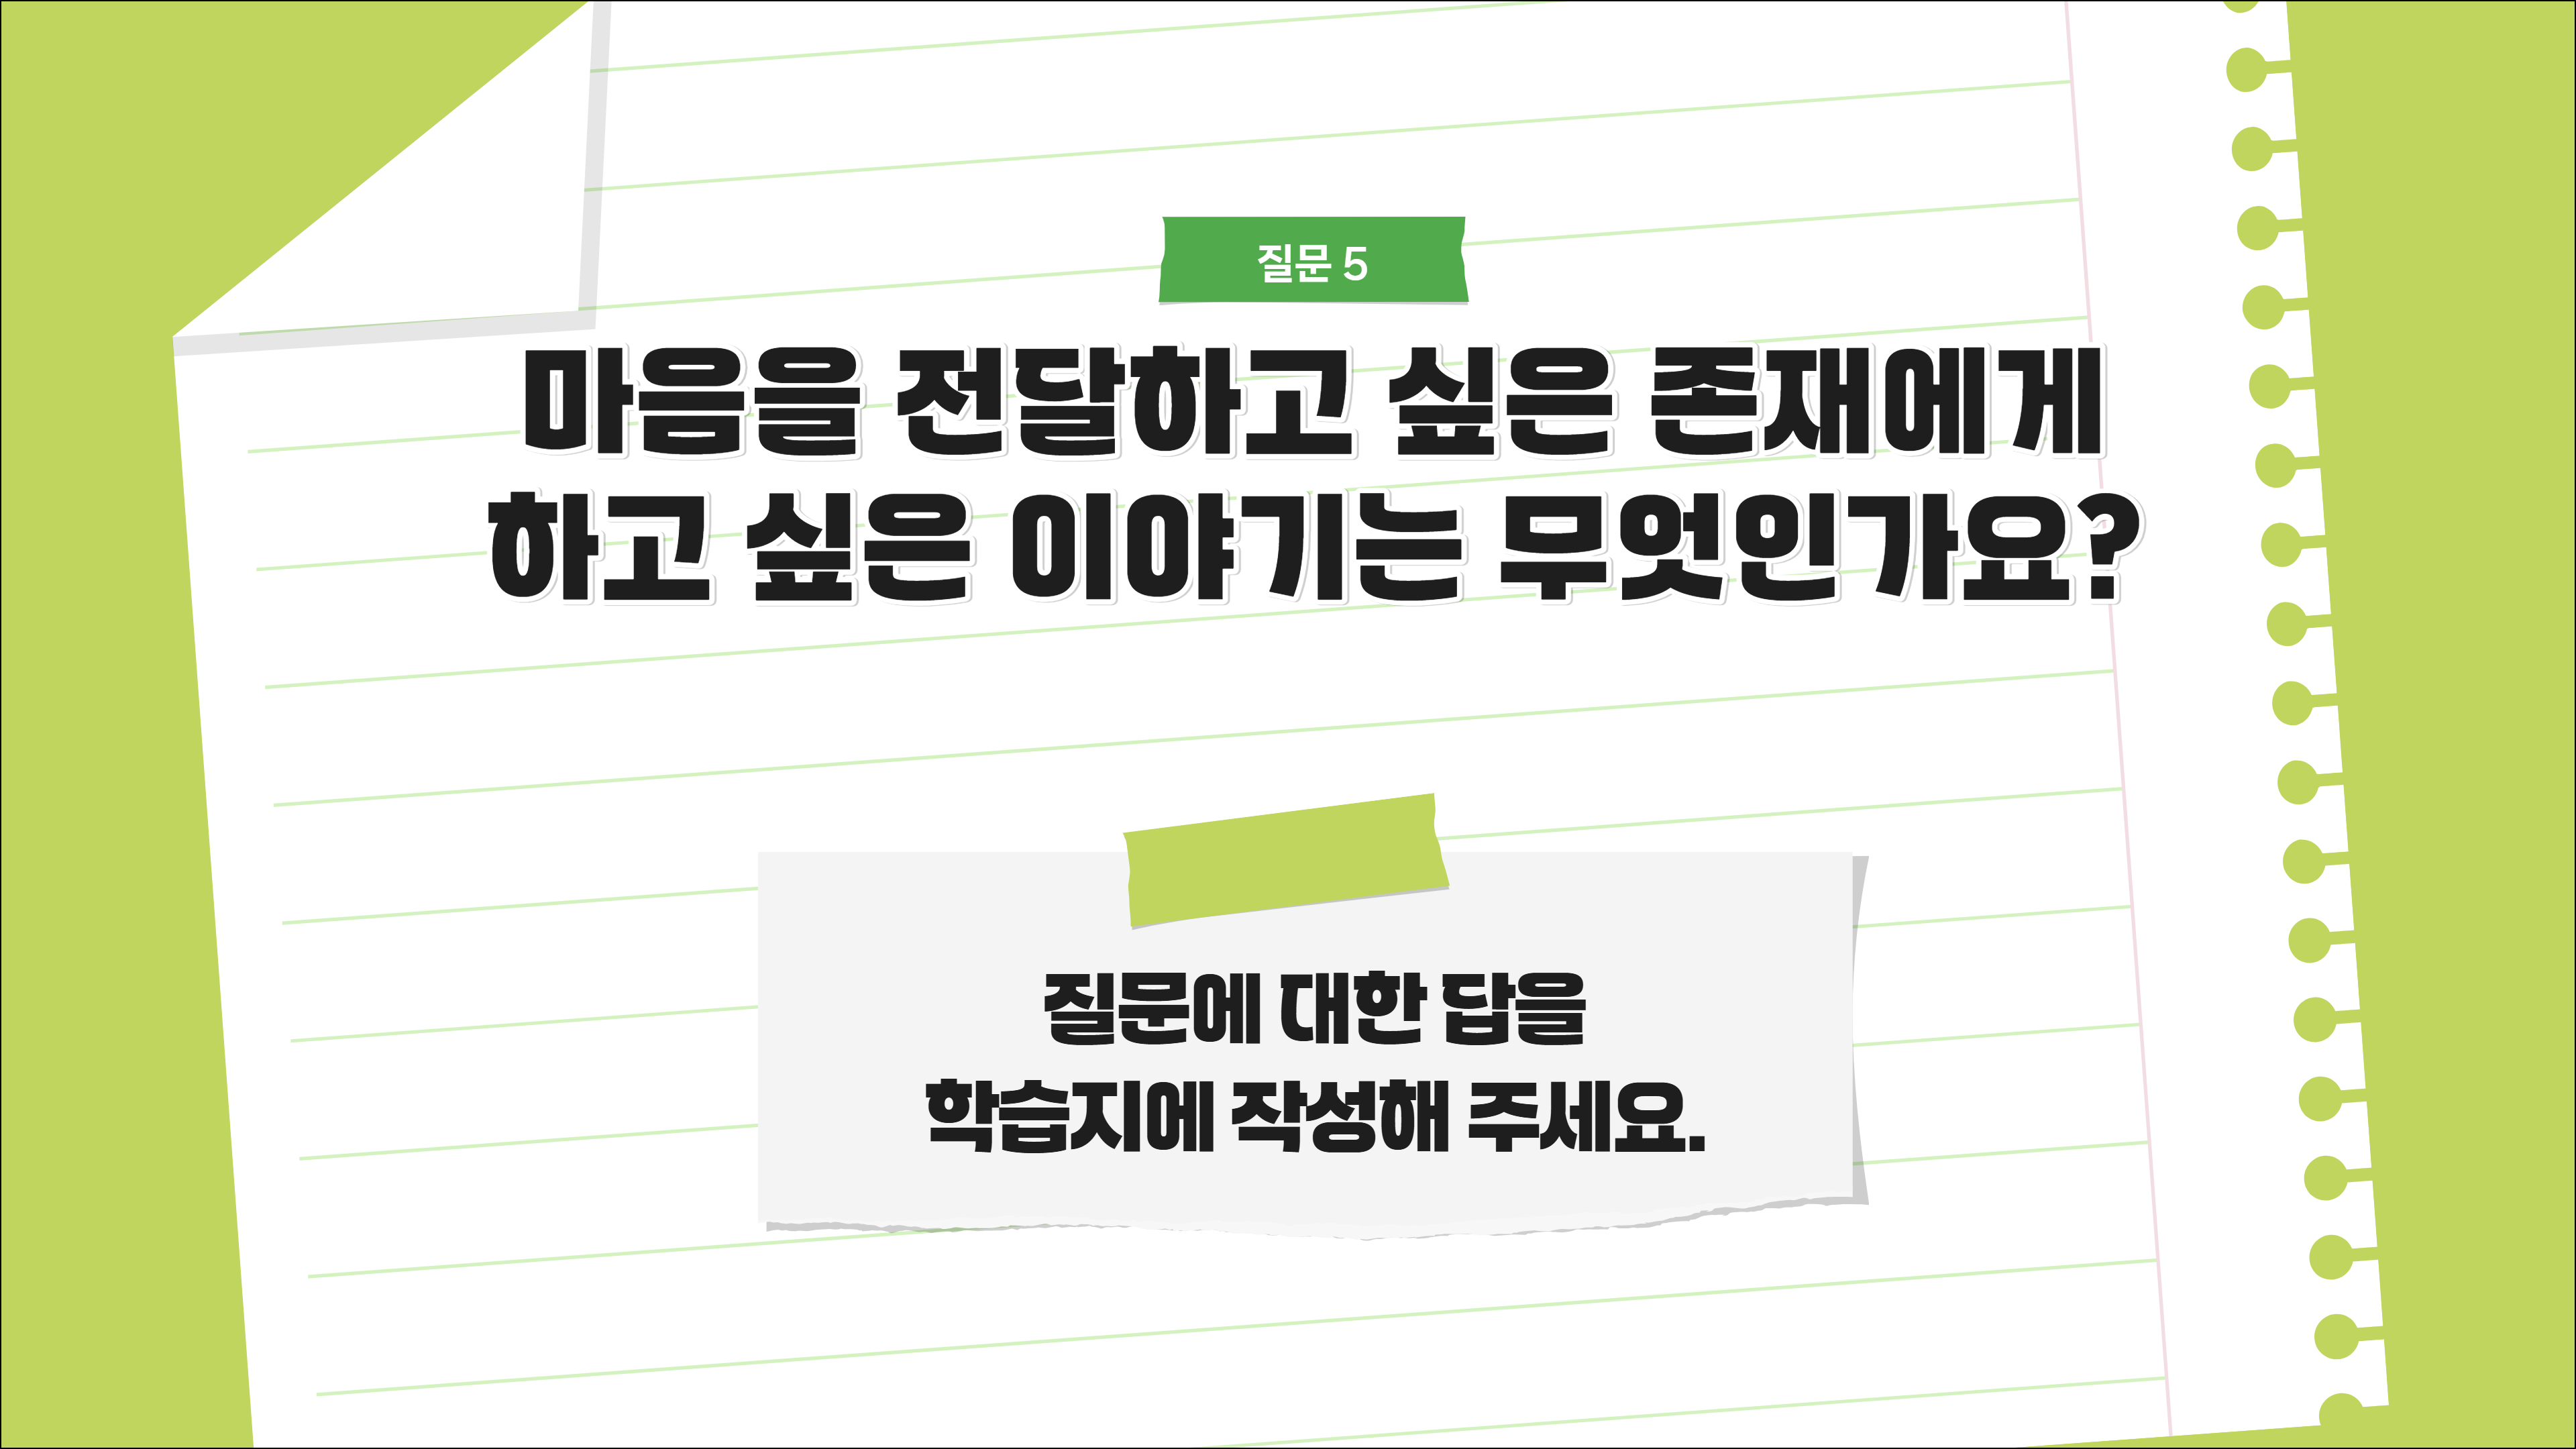 질문 5
마음을 전달하고 싶은 존재에게
하고 싶은 이야기는 무엇인가요?
질문에 대한 답을
학습지에 작성해 주세요.